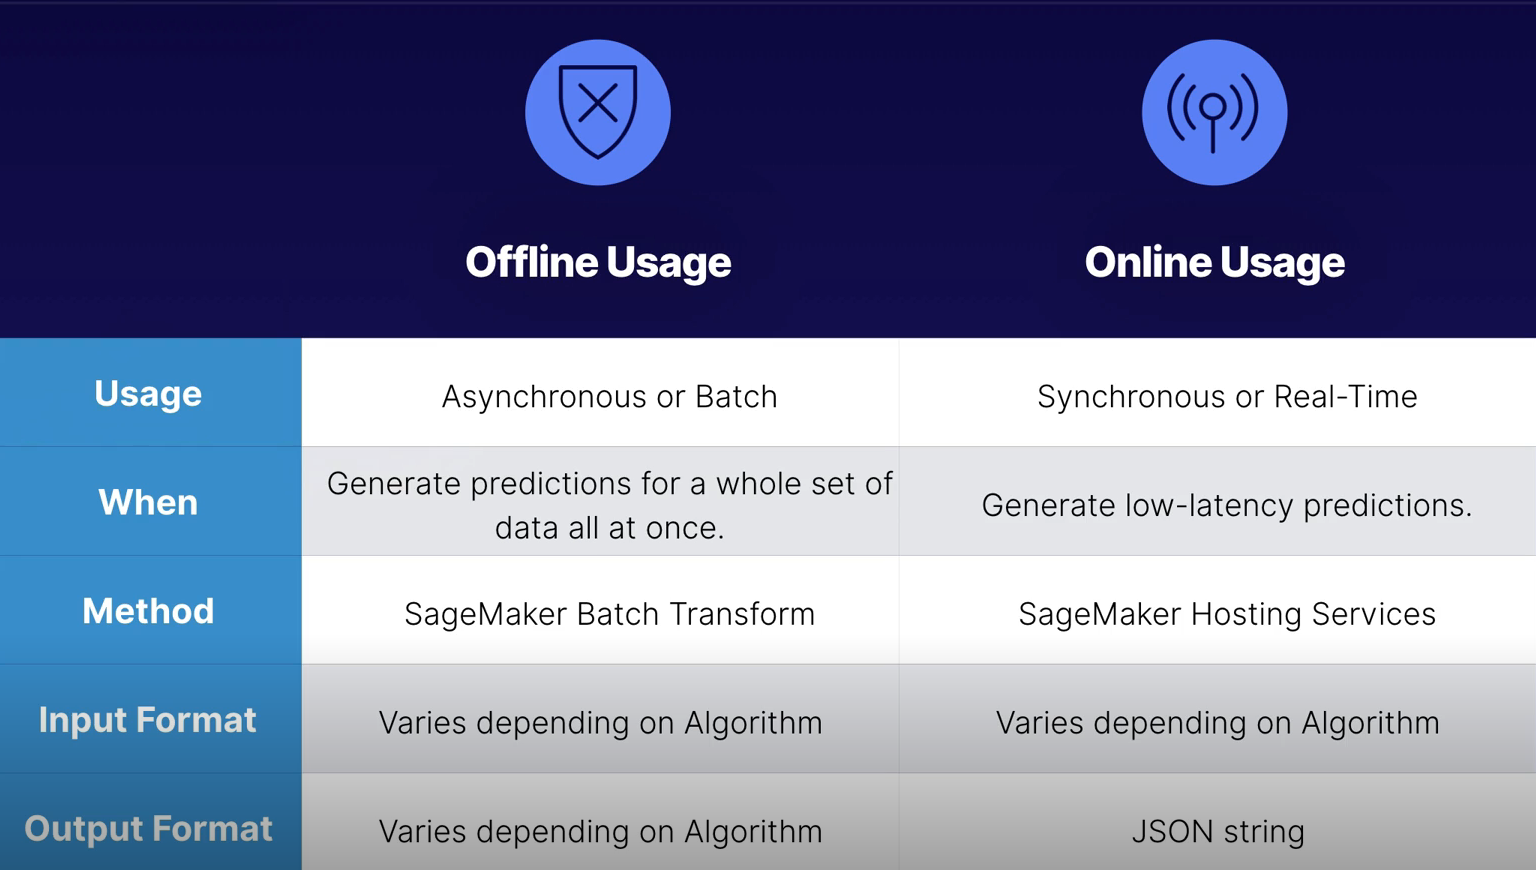 Offline Usage
Online Usage
Usage
Asynchronous or Batch
Synchronous or Real-Time
When
Generate predictions for a whole set of
data all at once.
Generate low-latency predictions.
Method
SageMaker Batch Transform
SageMaker Hosting Services
Input Format
Varies depending on Algorithm
Varies depending on Algorithm
Output Format
Varies depending on Algorithm
JSON string